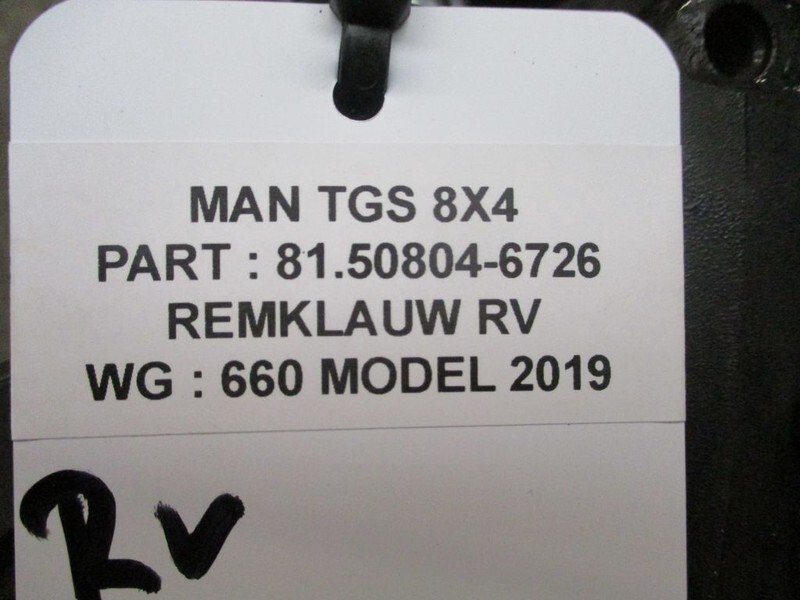 MAN TGS 8X4
PART : 81.50804-6726
REMKLAUW RV
WG : 660 MODEL 2019
RV